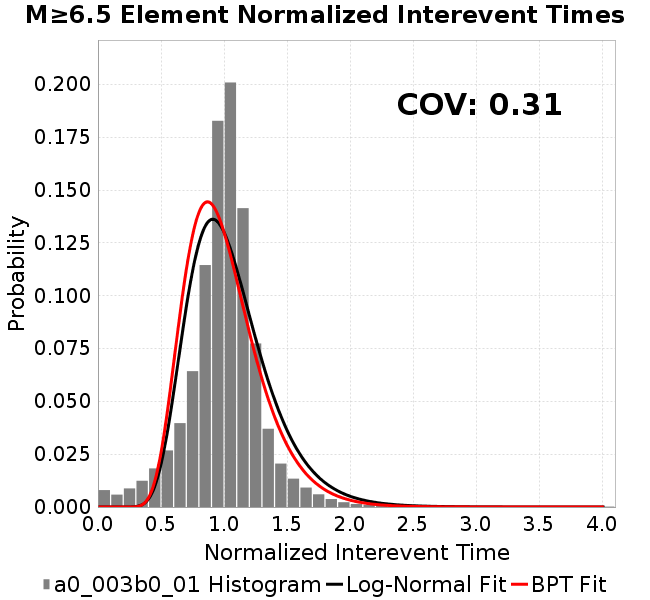 M≥6.5 Element Normalized Interevent Times
COV: 0.31
Probability
0.200
0.175
0.150
0.125
0.100
0.075
0.050
0.025
0.000
0.0 0.5 1.0 1.5 2.0 2.5 3.0 3.5 4.0
Normalized Interevent Time
a0_003b0_01 Histogram Log-Normal Fit BPT Fit